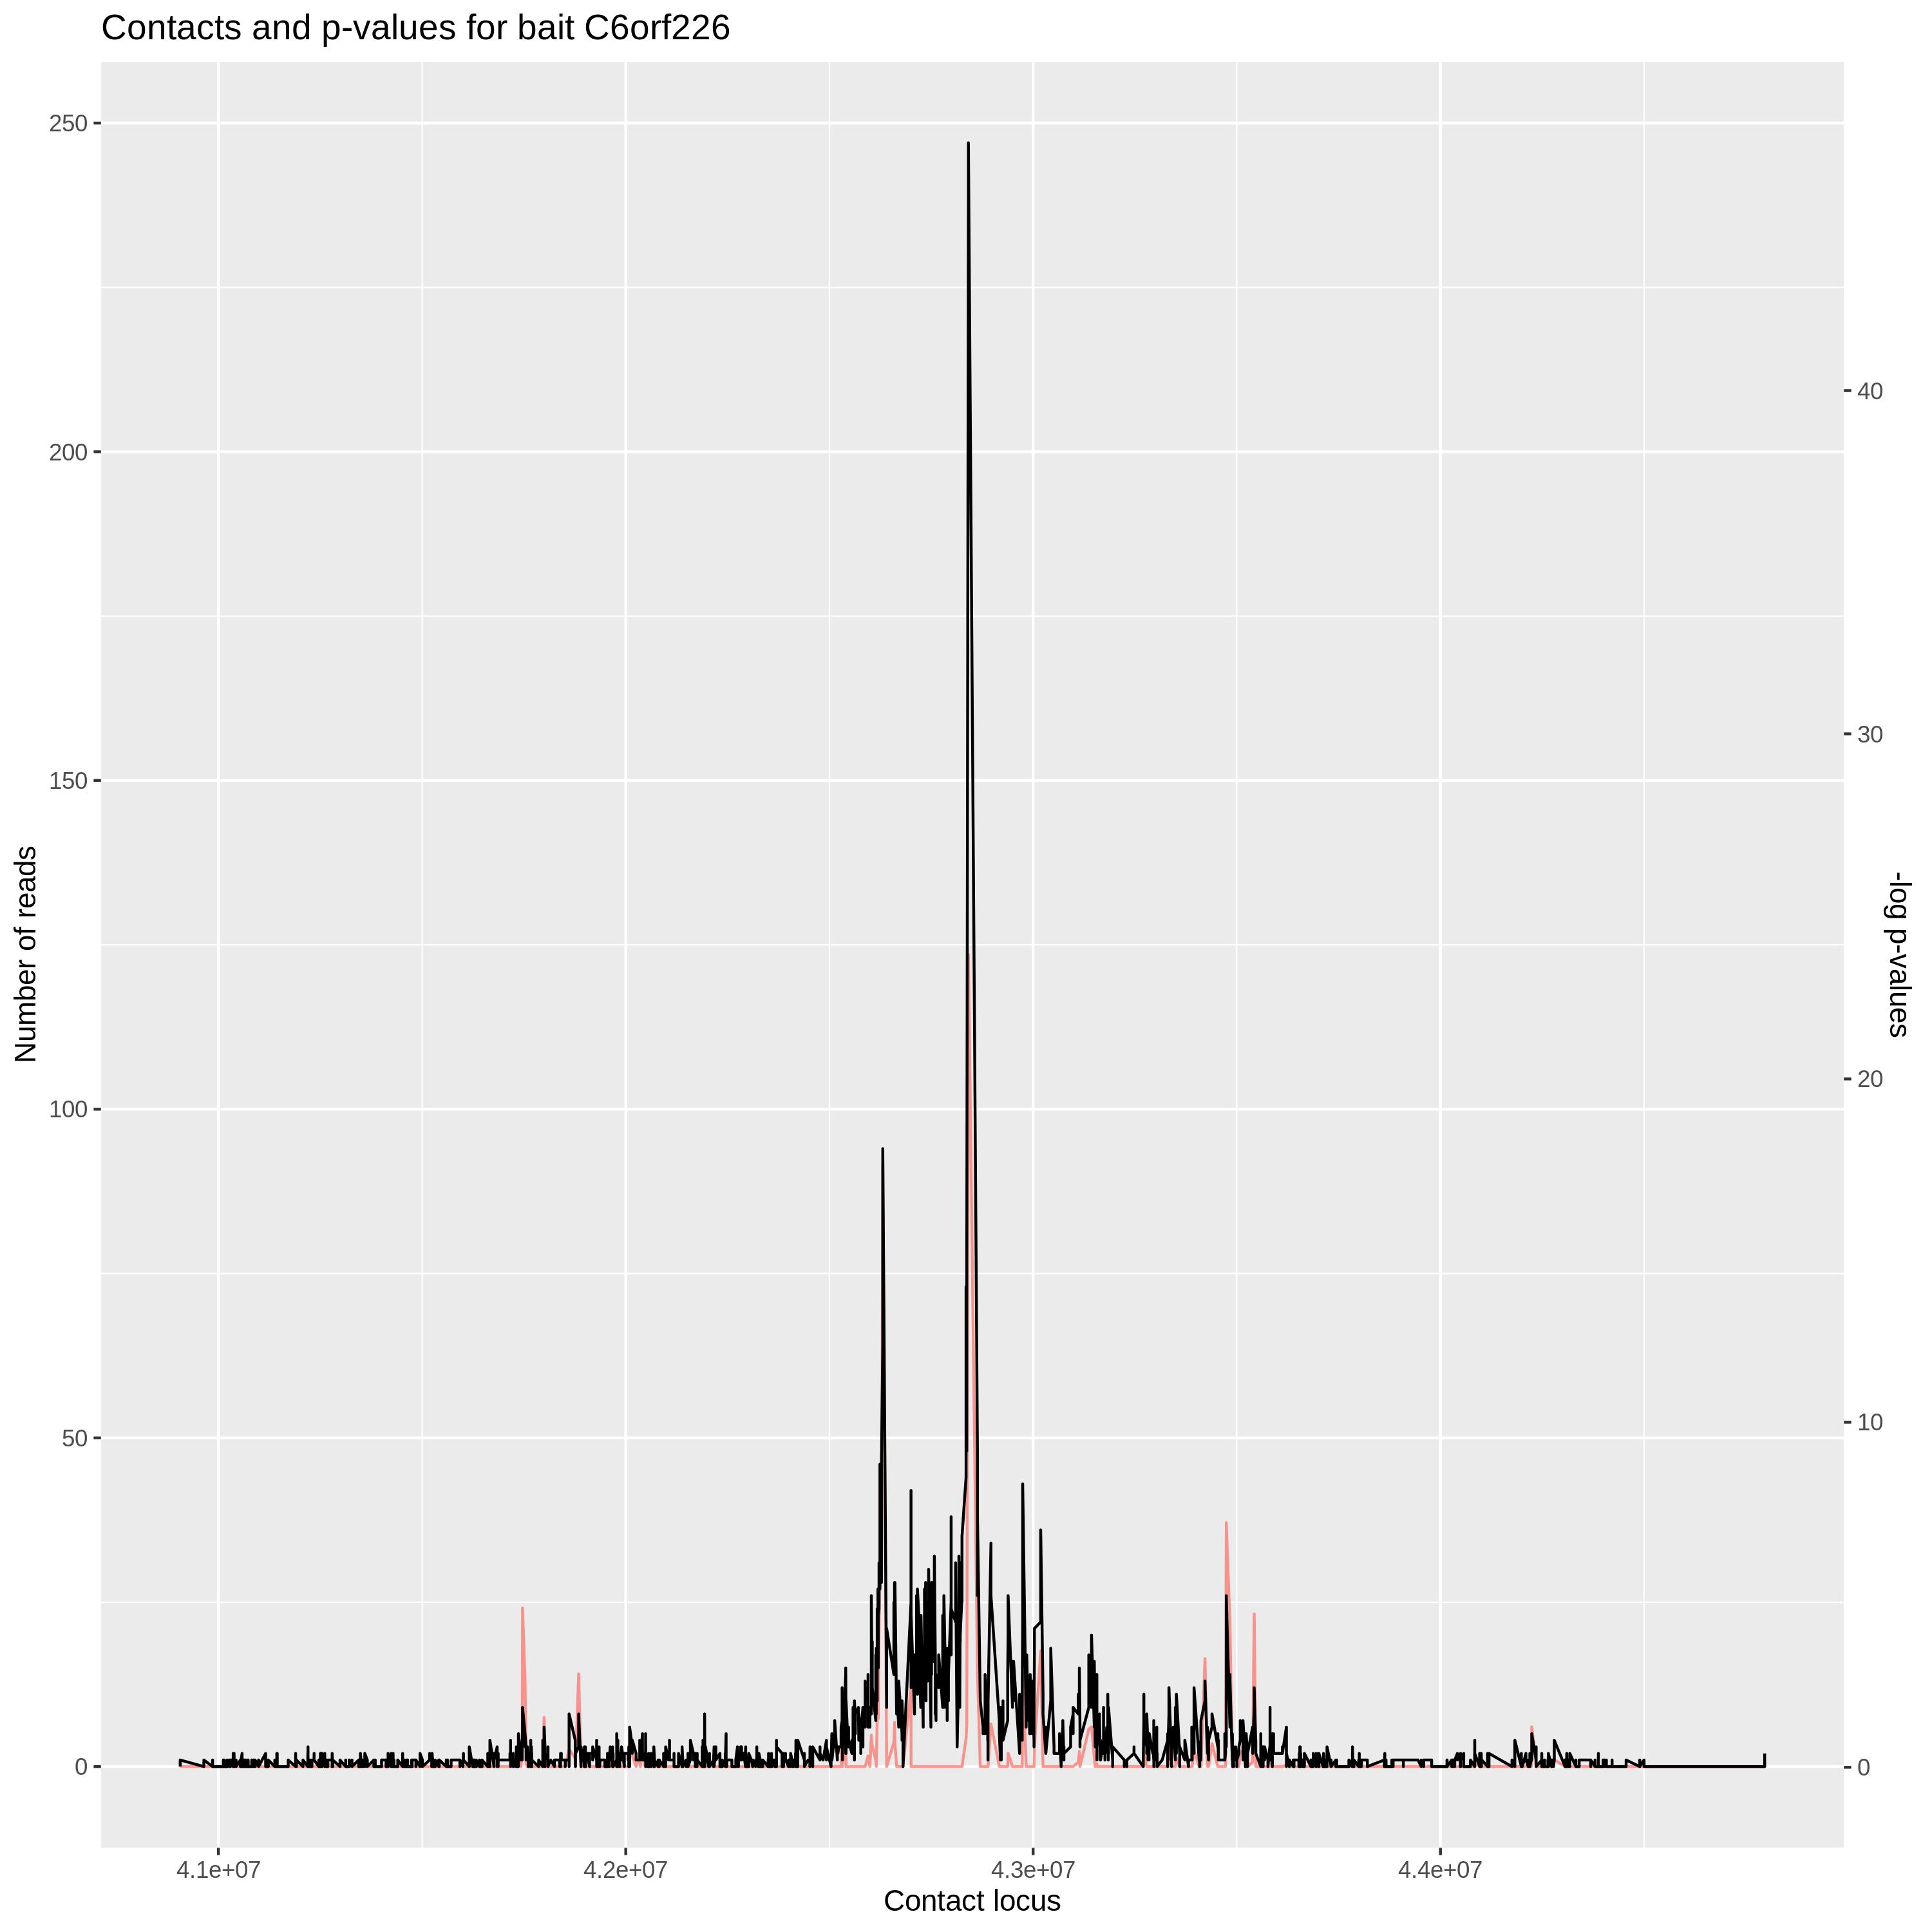 Contacts and p-values for bait C6orf226
Number of reads
250
200
150
100
50
0
40
30
20
10
0
-log p-values
4.1e+07
4.2e+07
4.3e+07
4.4e+07
Contact locus